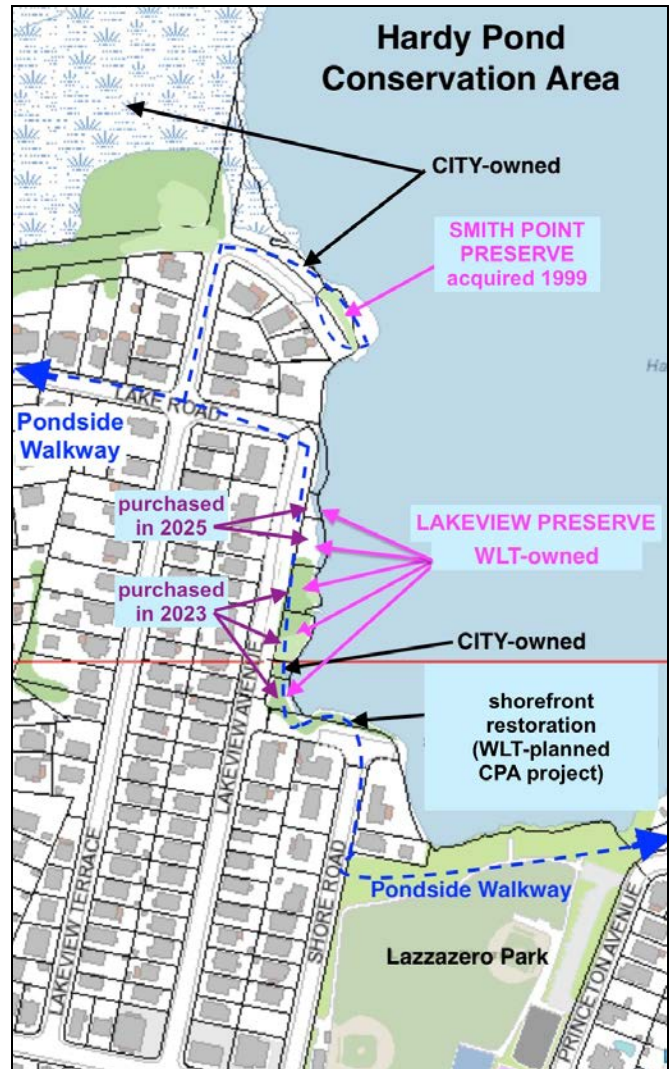 Hardy Pond
Conservation Area
CITY-owned
SMITH POINT
PRESERVE
acquired 1999
Ha
LAKE ROAD
Pondside
Walkway
purchased
in 2025
LAKEVIEW PRESERVE
WLT-owned
purchased
in 2023
CITY-owned
shorefront
restoration
(WLT-planned
CPA project)
LAKEVIEW AVENUE
LAKEVIEW TERRACE
SHORE ROAD
Pondside Walkway
Lazzazero Park
PRINCETON AVENUE